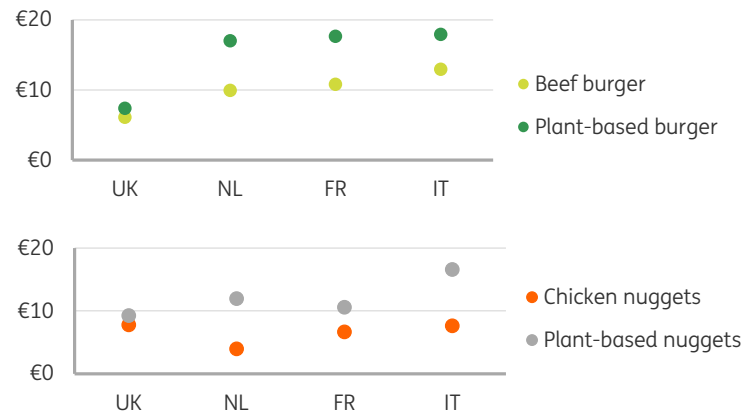 €20
€10
€0
UK NL FR IT
Beef burger
Plant-based burger
€20
€10
€0
UK NL FR IT
Chicken nuggets
Plant-based nuggets